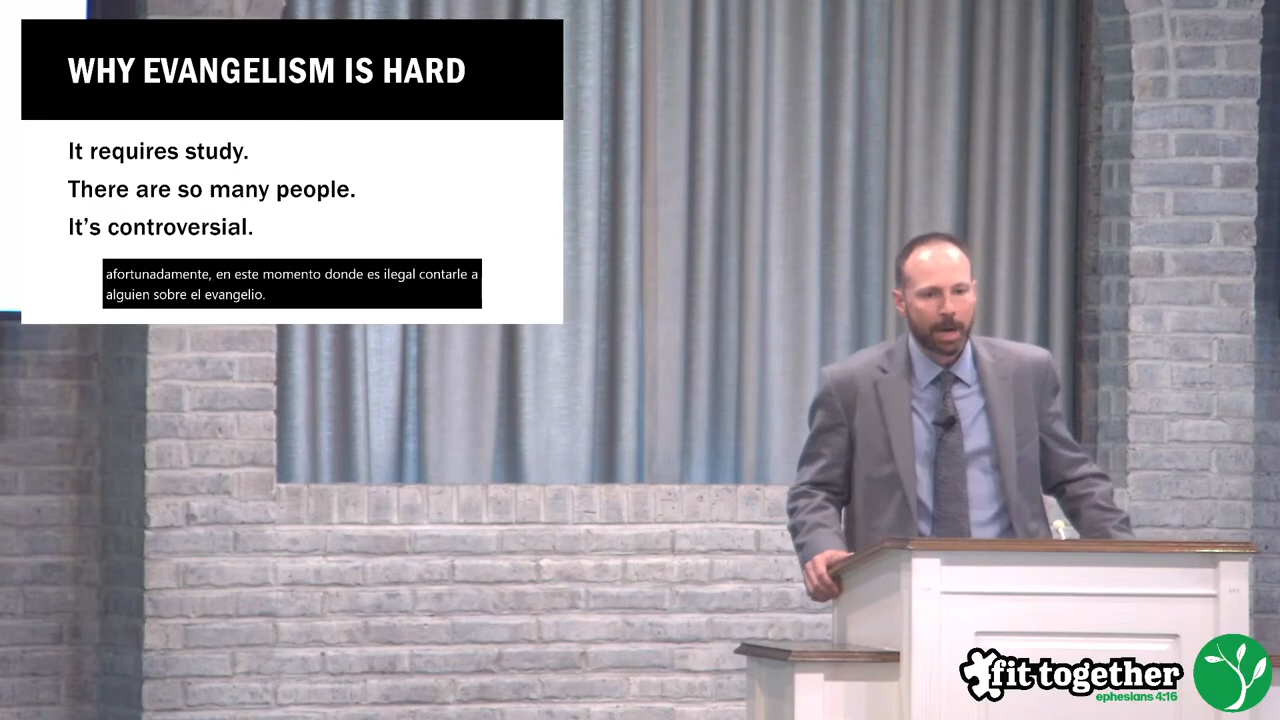 WHY EVANGELISM IS HARD
It requires study.
There are so many people.
It’s controversial.
afortunadamente, en este momento donde es ilegal contarle a
alguien sobre el evangelio.
fit together
ephesians 4:16